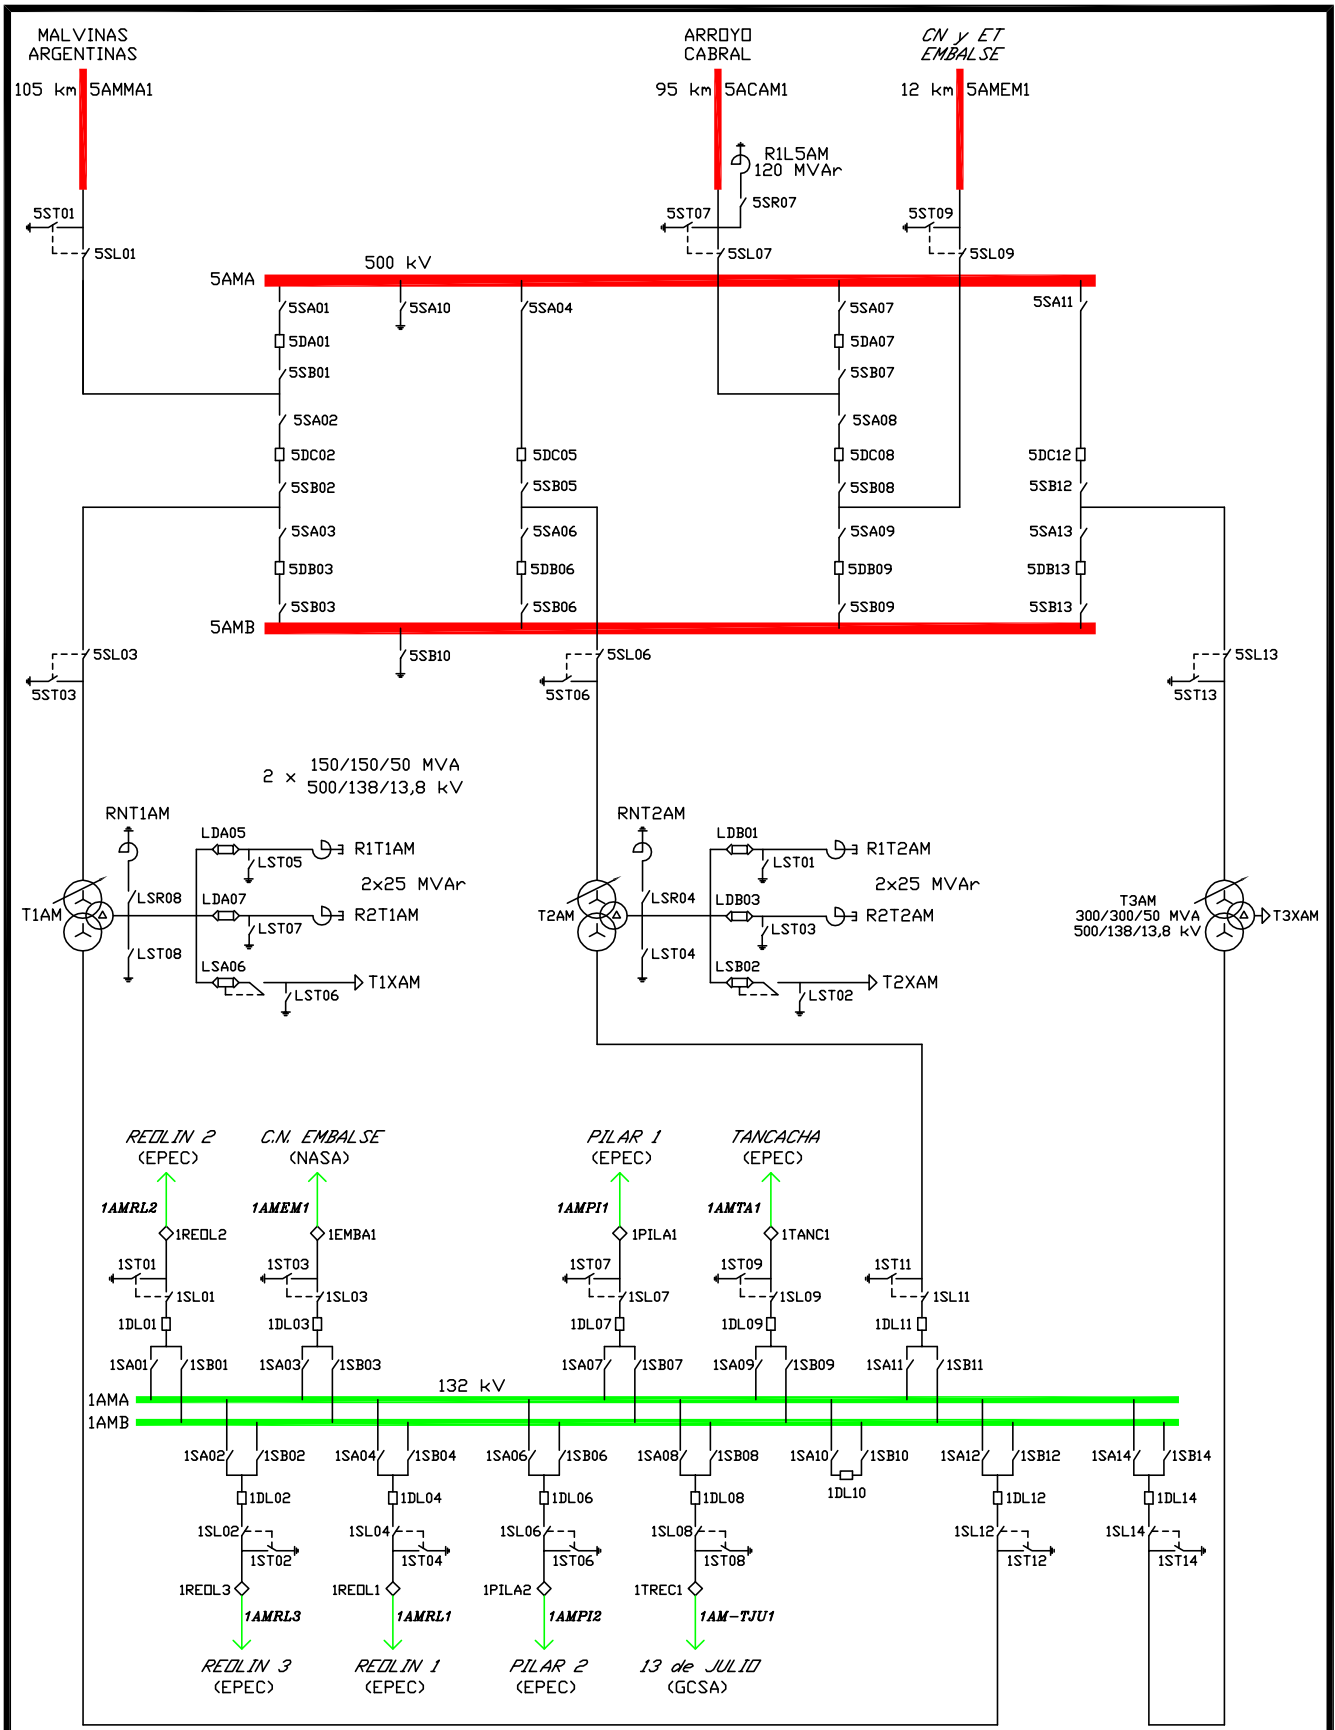 MALVINAS
ARGENTINAS
ARROYO
CABRAL
CN y ET
EMBALSE
105 km 5AMMA1
95 km 5ACAM1
12 km 5AMEM1
R1L5AM
120 MVAr
5SR07
5ST01
5ST07
5ST09
5SL01
5SL07
5SL09
500 kV
5AMA
5SA01
5SA10
5SA04
5SA07
5SA11
5DA01
5DA07
5SB01
5SB07
5SA02
5SA08
5DC02
5DC05
5DC08
5DC12
5SB02
5SB05
5SB08
5SB12
5SA03
5SA06
5SA09
5SA13
5DB03
5DB06
5DB09
5DB13
5SB03
5SB06
5SB09
5SB13
5AMB
5SL03
5SB10
5SL06
5SL13
5ST03
5ST06
5ST13
2 x
150/150/50 MVA
500/138/13,8 kV
RNT1AM
RNT2AM
LDA05
LDB01
R1T1AM
R1T2AM
LST05
LST01
2x25 MVAr
2x25 MVAr
LSR08
LDA07
LSR04
LDB03
T3AM
300/300/50 MVA
500/138/13,8 kV
T1AM
R2T1AM
T2AM
R2T2AM
T3XAM
LST07
LST03
LST08
LSA06
LST04
LSB02
T1XAM
T2XAM
LST06
LST02
REOLIN 2
(EPEC)
C.N. EMBALSE
(NASA)
PILAR 1
(EPEC)
TANCACHA
(EPEC)
1AMRL2
1AMEM1
1AMPI1
1AMTA1
1REOL2
1EMBA1
1PILA1
1TANC1
1ST01
1ST03
1ST07
1ST09
1ST11
1SL01
1SL03
1SL07
1SL09
1SL11
1DL01
1DL03
1DL07
1DL09
1DL11
1SA01
1SB01
1SA03
1SB03
1SA07
1SB07
1SA09
1SB09
1SA11
1SB11
132 kV
1AMA
1AMB
1SA02
1SB02
1SA04
1SB04
1SA06
1SB06
1SA08
1SB08
1SA10
1SB10
1SA12
1SB12
1SA14
1SB14
1DL02
1DL04
1DL06
1DL08
1DL10
1DL12
1DL14
1SL02
1SL04
1SL06
1SL08
1SL12
1SL14
1ST02
1ST04
1ST06
1ST08
1ST12
1ST14
1REOL3
1REOL1
1PILA2
1TREC1
1AMRL3
1AMRL1
1AMPI2
1AM-TJU1
REOLIN 3
(EPEC)
REOLIN 1
(EPEC)
PILAR 2
(EPEC)
13 de JULIO
(GCSA)